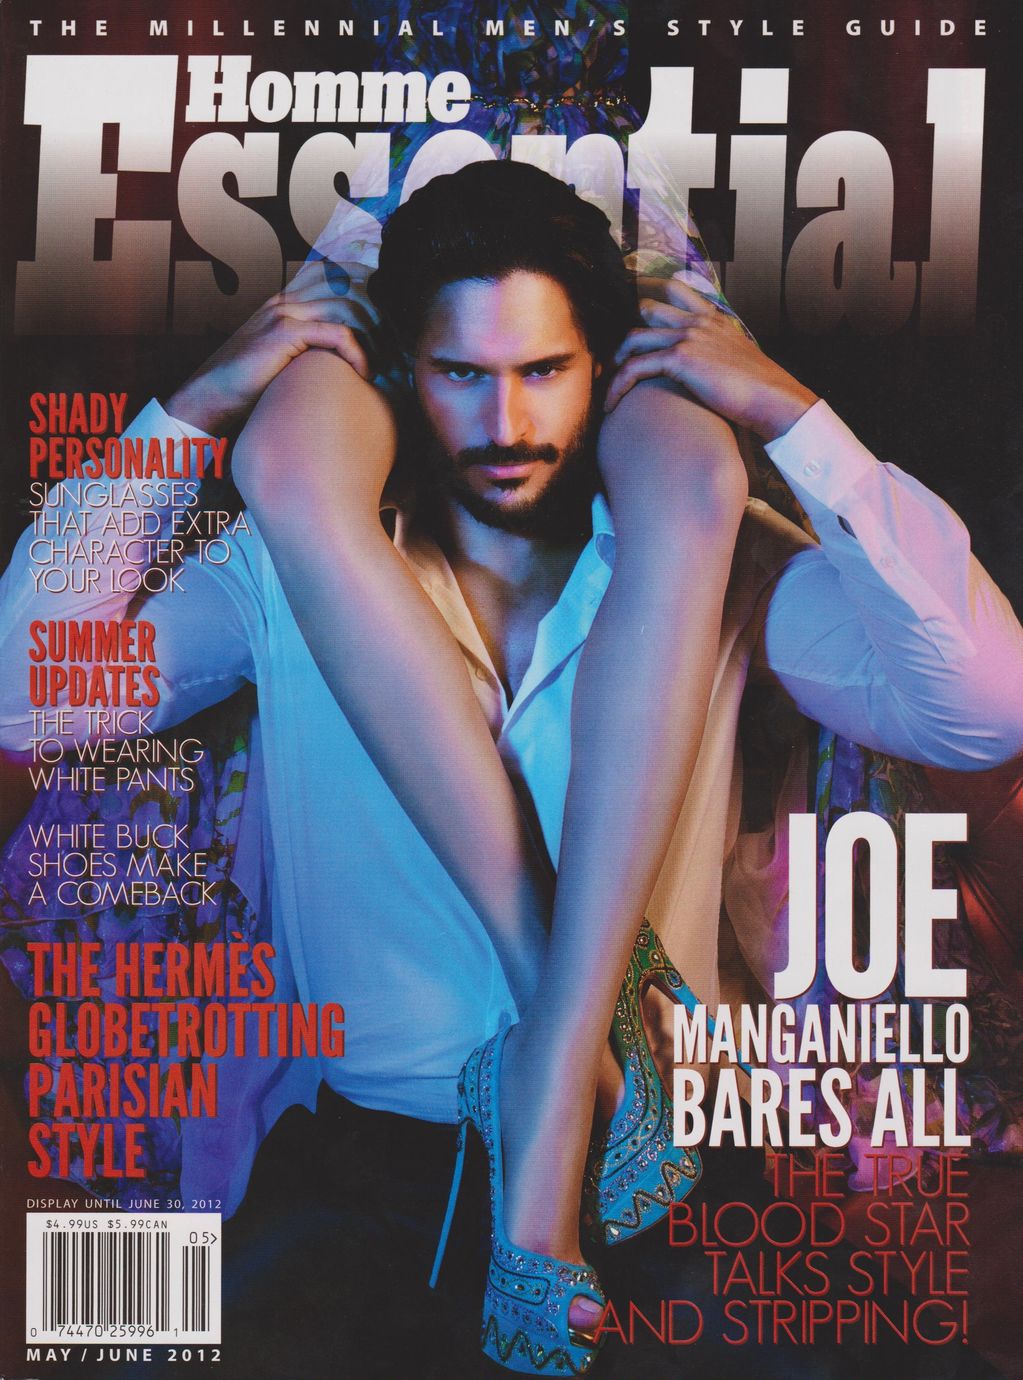 THE MILLENNIAL MEN'S STYLE GUIDE
Homme
Essential
SHADY
PERSONALITY
SUNGLASSES
THAT ADD EXTRA
CHARACTER TO
YOUR LOOK
SUMMER
UPDATES
THE TRICK
TO WEARING
WHITE PANTS
WHITE BUCK
SHOES MAKE
A COMEBACK
THE HERMÈS
GLOBETROTTING
PARISIAN
STYLE
JOE
MANGANIELLO
BARES ALL
THE TRUE
BLOOD STAR
TALKS STYLE
AND STRIPPING!
DISPLAY UNTIL JUNE 30, 2012
$4.99US $5.99CAN
05>
0 74470 25996 1
MAY / JUNE 2012